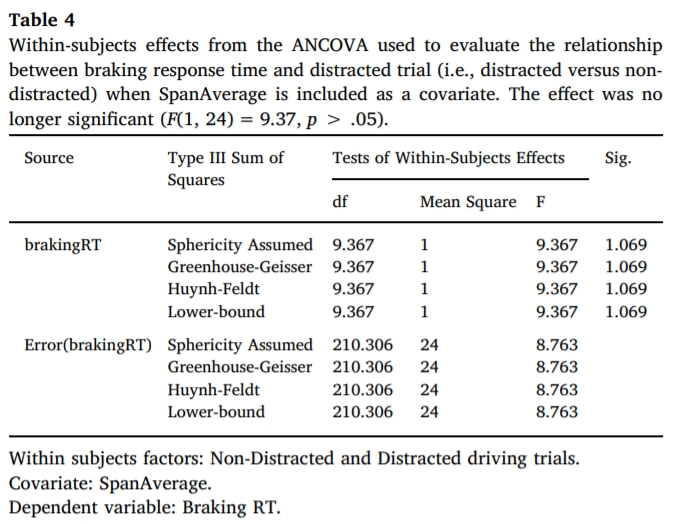 Table 4
Within-subjects effects from the ANCOVA used to evaluate the relationship
between braking response time and distracted trial (i.e., distracted versus non-
distracted) when SpanAverage is included as a covariate. The effect was no
longer significant (F(1, 24) = 9.37, p > .05).
Source Type III Sum of Squares Tests of Within-Subjects Effects Sig.
df Mean Square F
brakingRT Sphericity Assumed 9.367 1 9.367 1.069
Greenhouse-Geisser 9.367 1 9.367 1.069
Huynh-Feldt 9.367 1 9.367 1.069
Lower-bound 9.367 1 9.367 1.069
Error(brakingRT) Sphericity Assumed 210.306 24 8.763
Greenhouse-Geisser 210.306 24 8.763
Huynh-Feldt 210.306 24 8.763
Lower-bound 210.306 24 8.763
Within subjects factors: Non-Distracted and Distracted driving trials.
Covariate: SpanAverage.
Dependent variable: Braking RT.